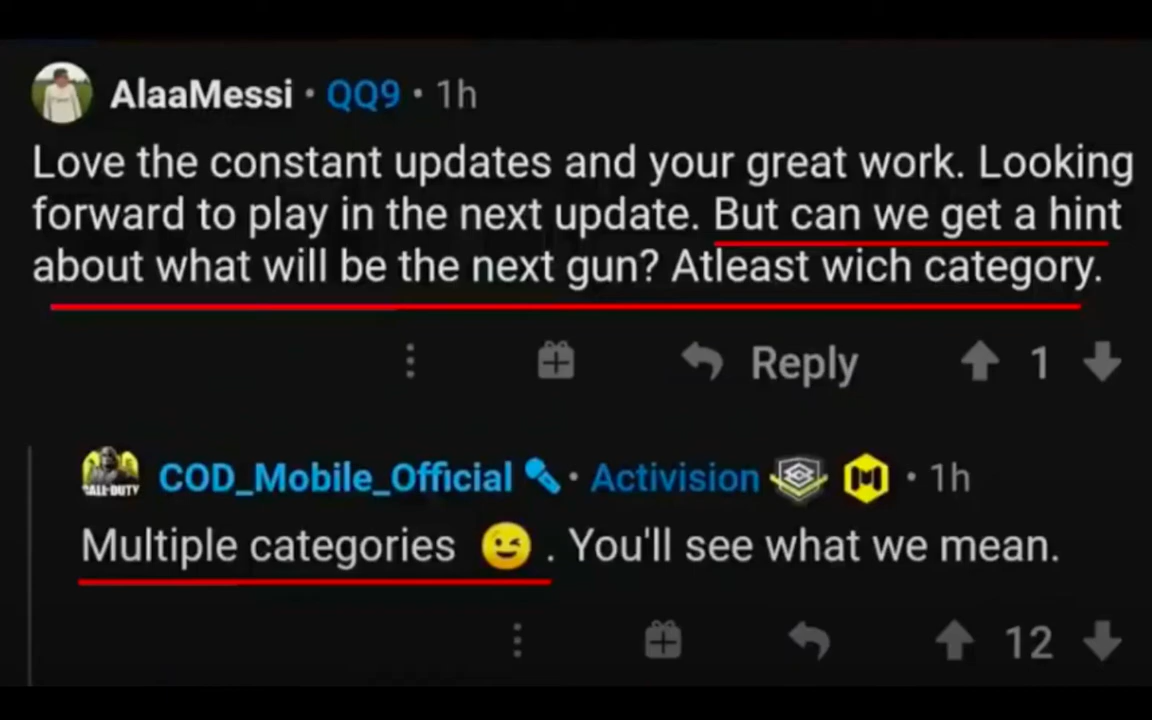 AlaaMessi • QQ9 • 1h
Love the constant updates and your great work. Looking
forward to play in the next update. But can we get a hint
about what will be the next gun? Atleast wich category.
Reply 1
COD_Mobile_Official • Activision • 1h
CALL·DUTY
Multiple categories 😉 . You'll see what we mean.
12